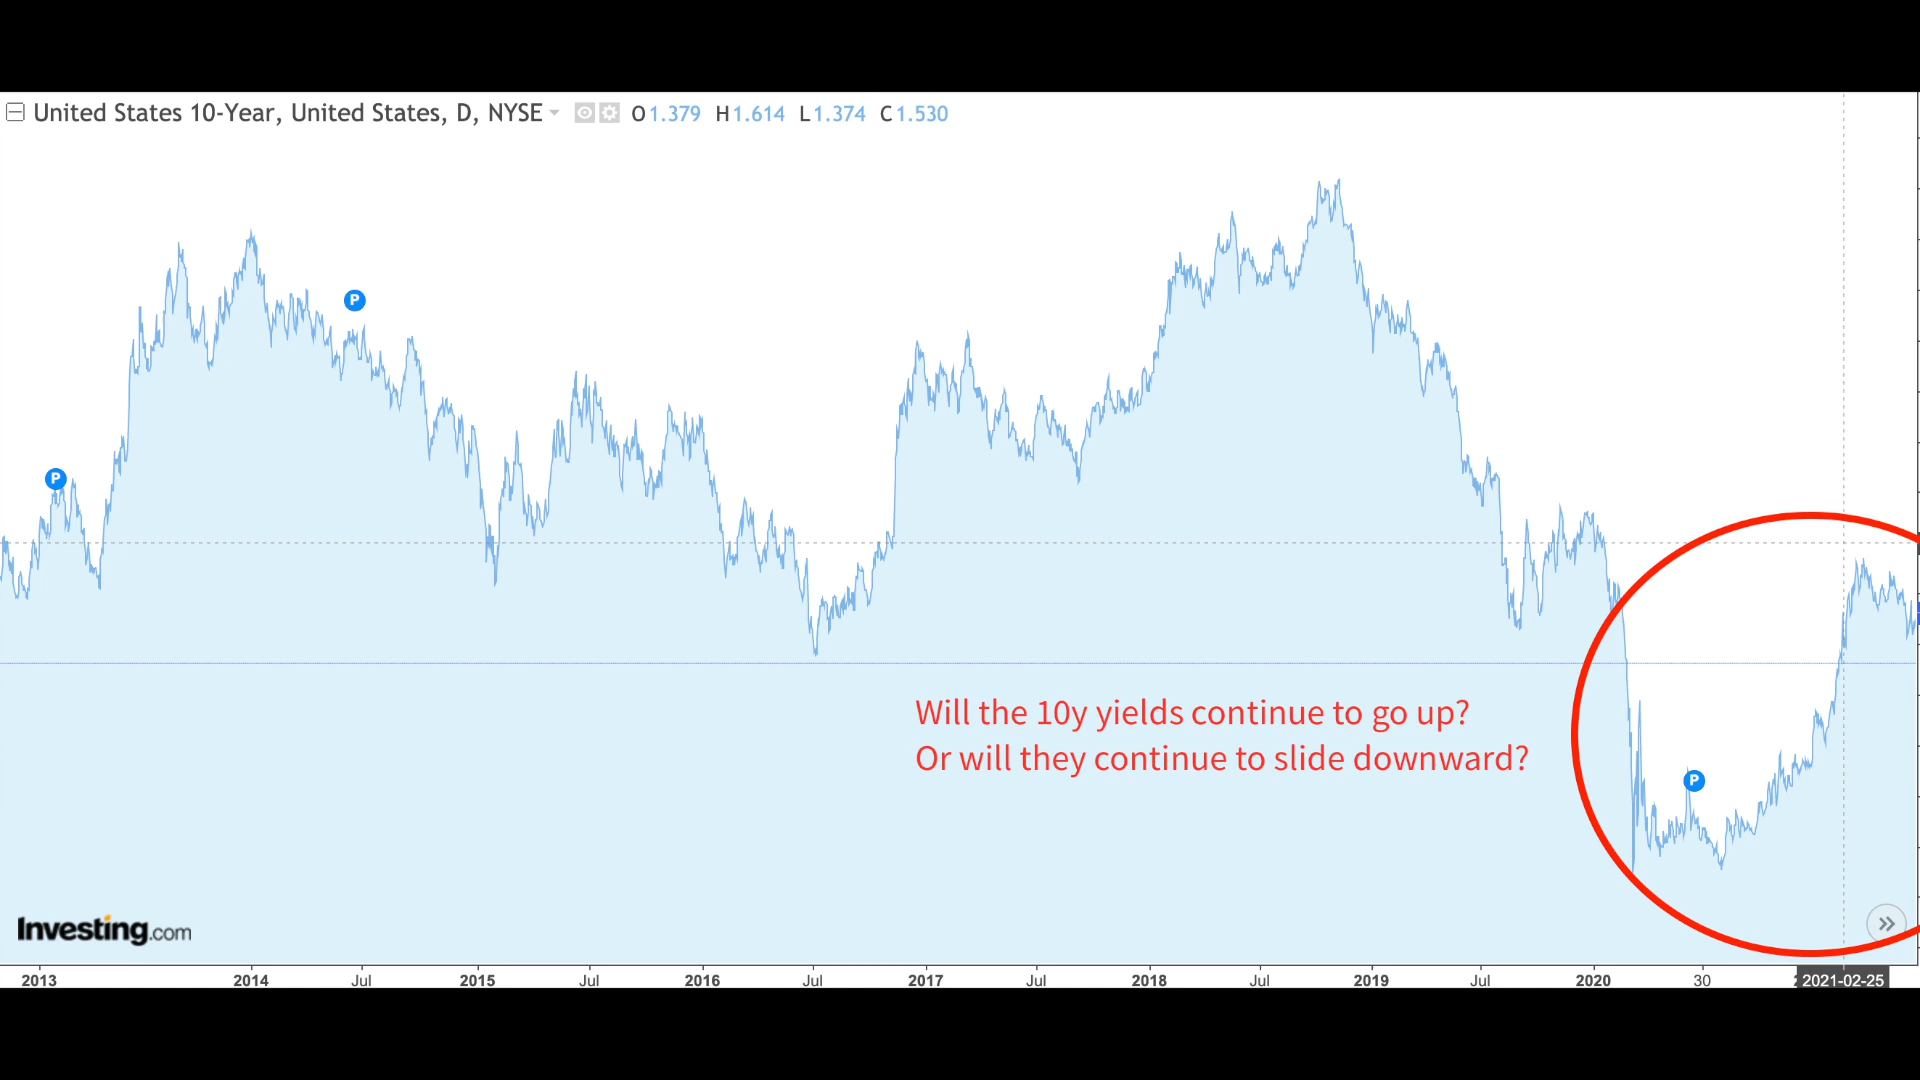 United States 10-Year, United States, D, NYSE O1.379 H1.614 L1.374 C1.530
P
P
Will the 10y yields continue to go up?
Or will they continue to slide downward?
P
Investing.com
2013 2014 Jul 2015 Jul 2016 Jul 2017 Jul 2018 Jul 2019 Jul 2020 30 2021-02-25